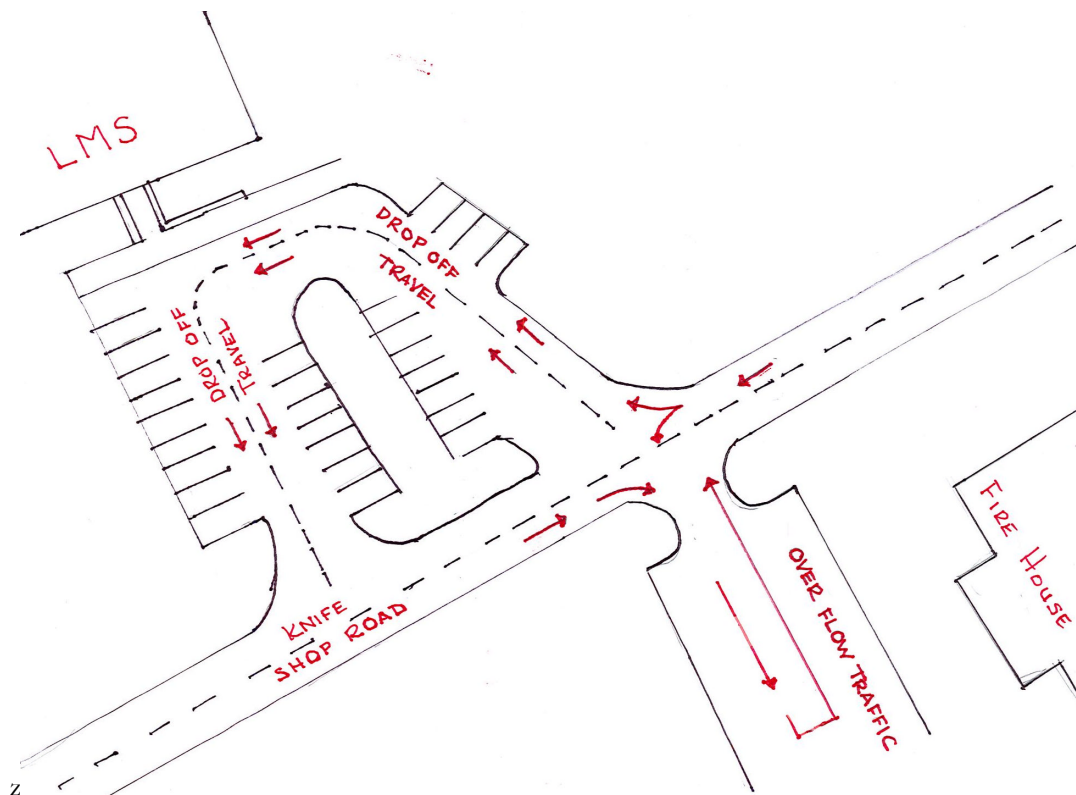 LMS
DROP OFF
TRAVEL
DROP OFF
TRAVEL
FIRE HOUSE
OVER FLOW TRAFFIC
KNIFE
SHOP ROAD
z